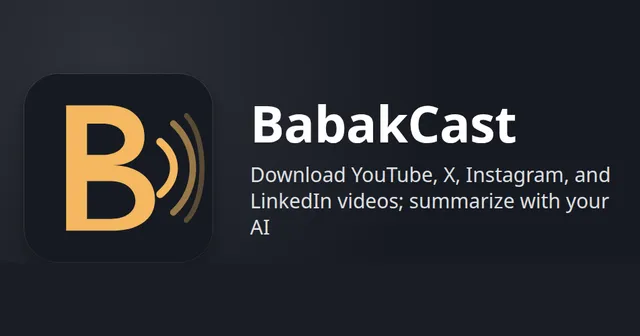 B
BabakCast
Download YouTube, X, Instagram, and
LinkedIn videos; summarize with your
AI